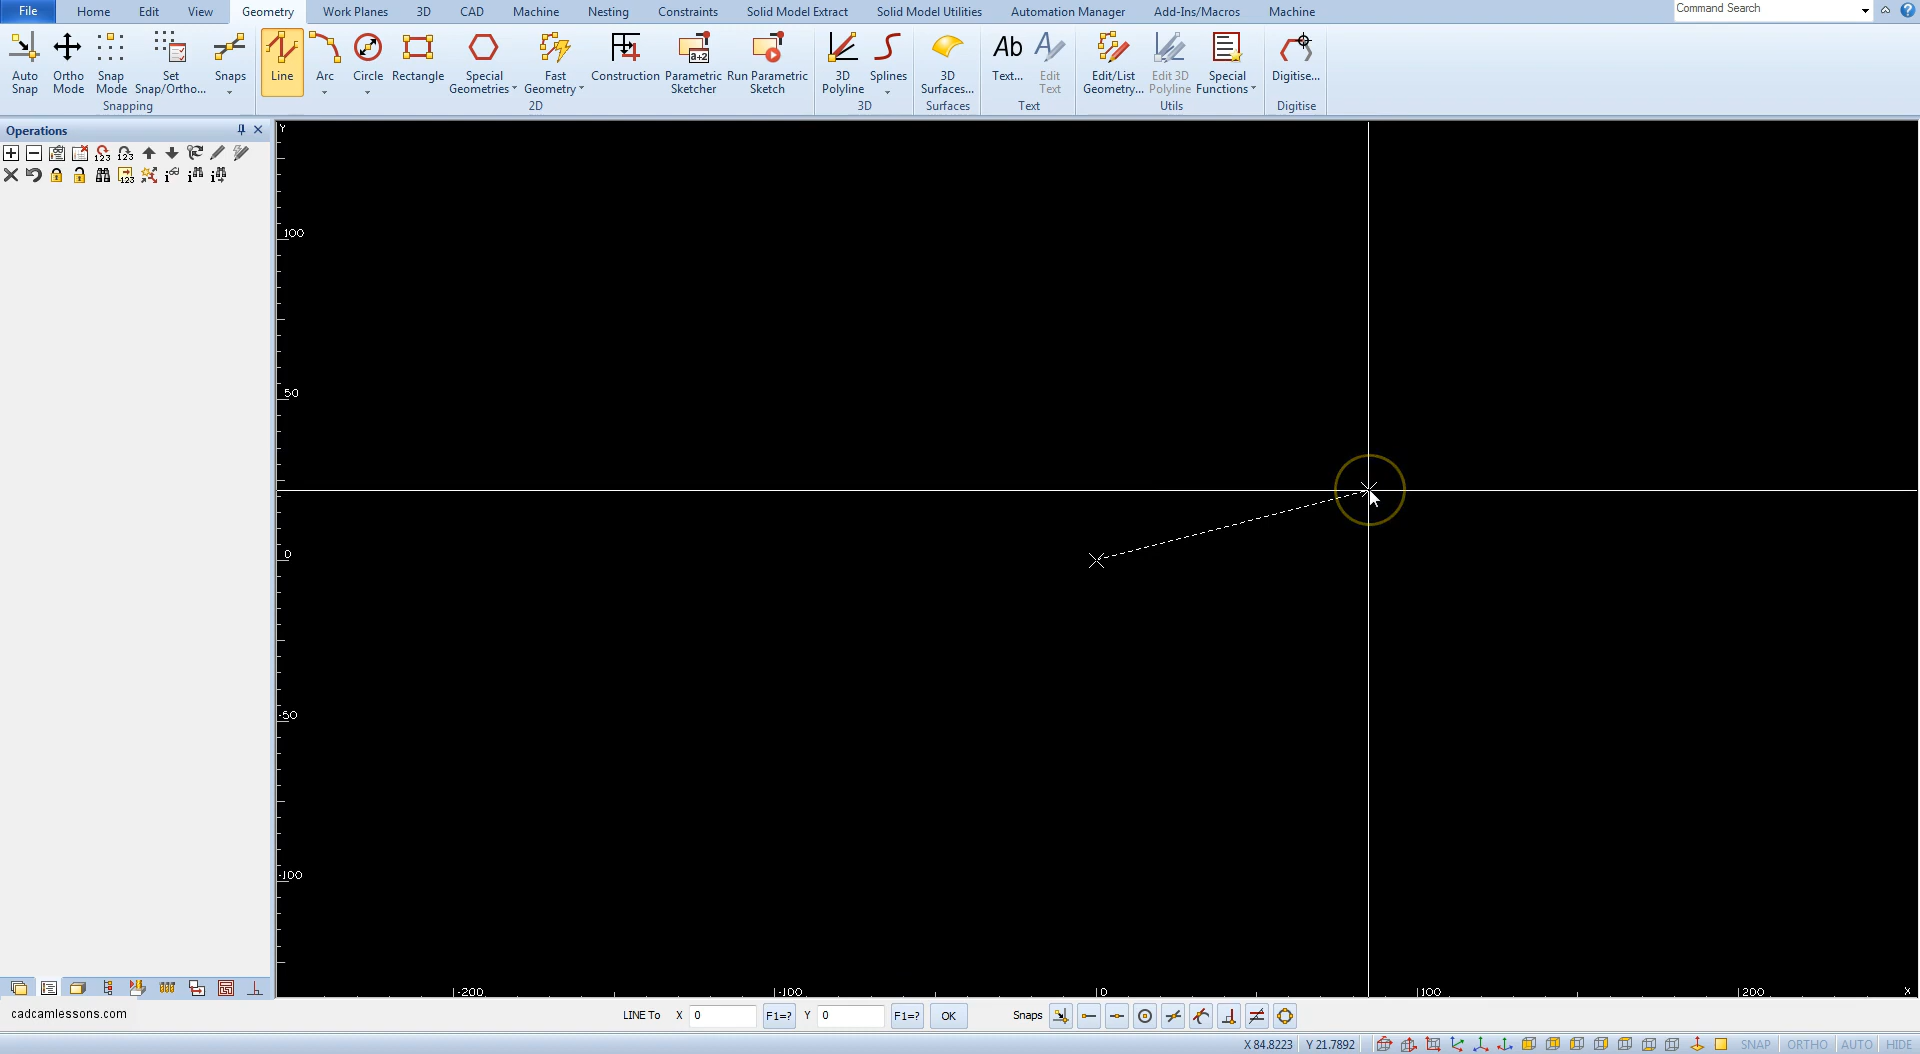 File Home Edit View Geometry Work Planes 3D CAD Machine Nesting Constraints Solid Model Extract Solid Model Utilities Automation Manager Add-Ins/Macros Machine Command Search
Auto Snap
Ortho Mode
Snap Mode
Set Snap/Ortho...
Snaps
Line
Arc
Circle
Rectangle
Special Geometries
Fast Geometry
Construction
Parametric Sketcher
Run Parametric Sketch
3D Polyline
Splines
3D Surfaces...
Ab
Text...
Edit Text
Edit/List Geometry...
Edit 3D Polyline
Special Functions
Digitise...
Snapping 2D 3D Surfaces Text Utils Digitise
Operations
Y
100
50
0
-50
-100
-200 -100 0 100 200 X
cadcamlessons.com
LINE To X 0 F1=? Y 0 F1=? OK Snaps
X 84.8223 Y 21.7892 SNAP ORTHO AUTO HIDE